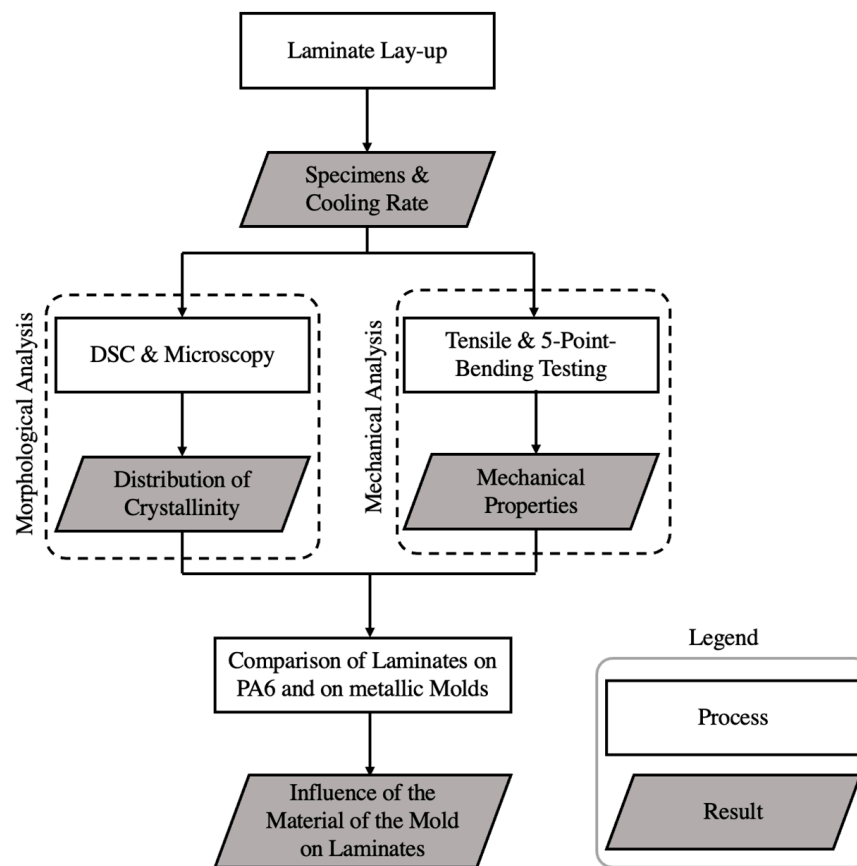 Laminate Lay-up
Specimens &
Cooling Rate
Morphological Analysis
DSC & Microscopy
Distribution of
Crystallinity
Mechanical Analysis
Tensile & 5-Point-
Bending Testing
Mechanical
Properties
Comparison of Laminates on
PA6 and on metallic Molds
Influence of the
Material of the Mold
on Laminates
Legend
Process
Result